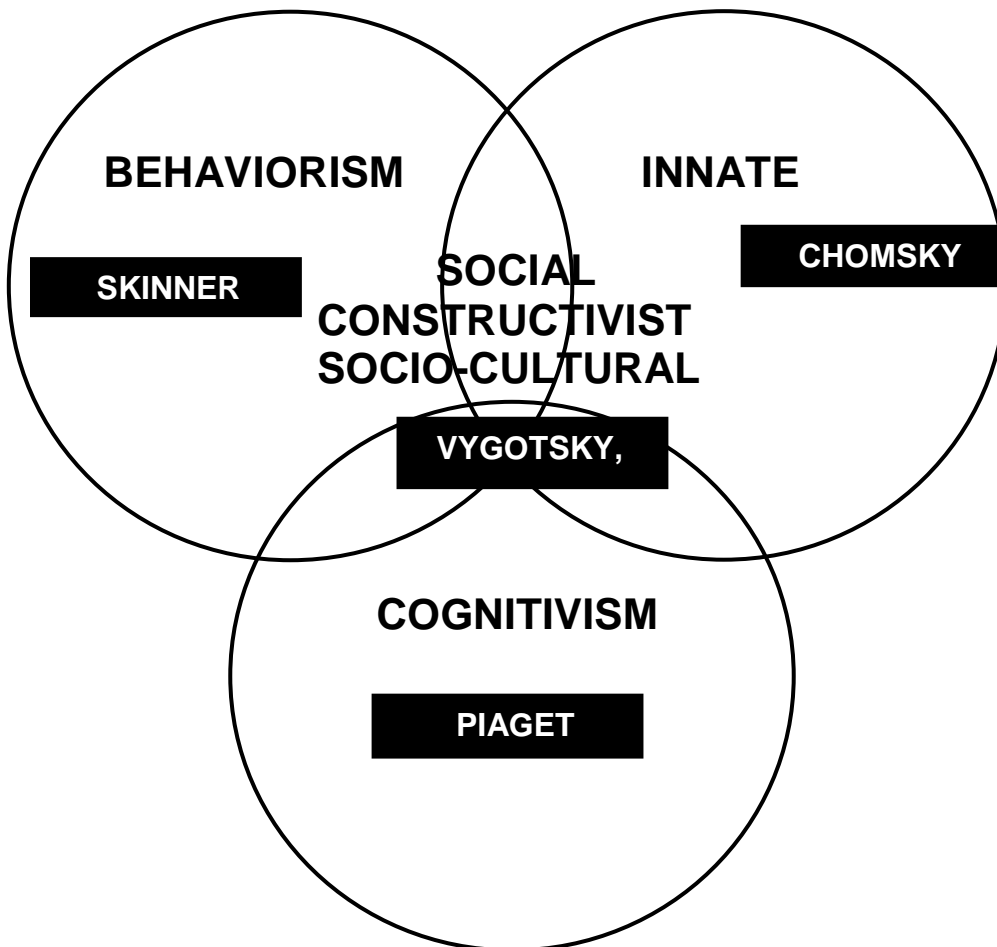 BEHAVIORISM
INNATE
SKINNER
CHOMSKY
SOCIAL
CONSTRUCTIVIST
SOCIO-CULTURAL
VYGOTSKY,
COGNITIVISM
PIAGET